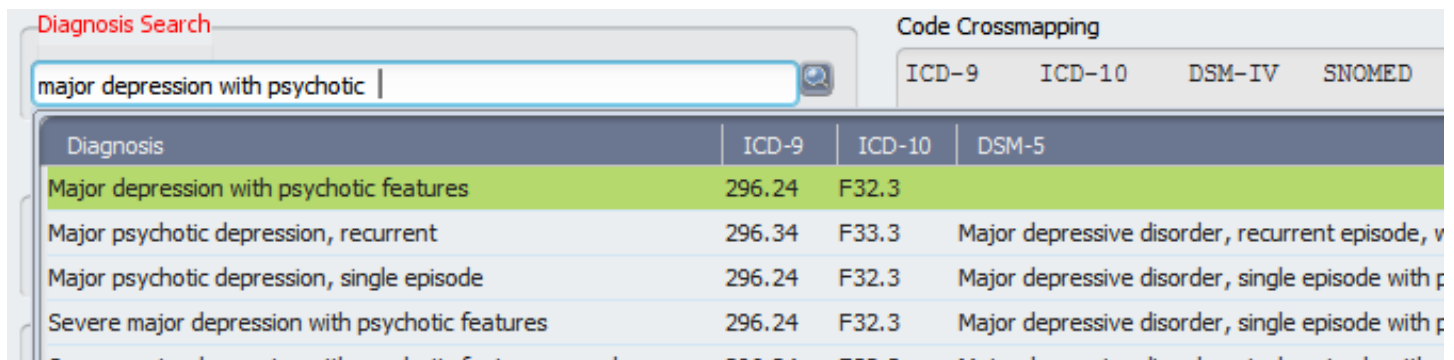 Diagnosis Search
Code Crossmapping
major depression with psychotic
ICD-9 ICD-10 DSM-IV SNOMED
Diagnosis ICD-9 ICD-10 DSM-5
Major depression with psychotic features 296.24 F32.3
Major psychotic depression, recurrent 296.34 F33.3 Major depressive disorder, recurrent episode,
Major psychotic depression, single episode 296.24 F32.3 Major depressive disorder, single episode with
Severe major depression with psychotic features 296.24 F32.3 Major depressive disorder, single episode with